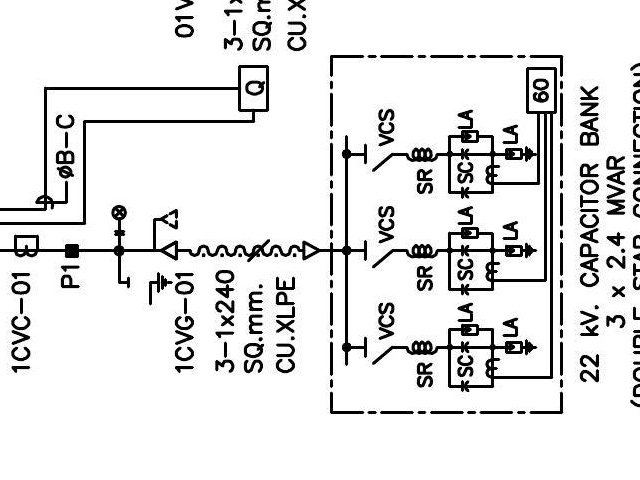 01V
3-1x
SQ.m
CU.X
Q
øB-C
1CVC-01
P1
1CVG-01
3-1x240
SQ.mm.
CU.XLPE
60
VCS
SR
LA
SC
LA
VCS
SR
LA
SC
LA
VCS
SR
LA
SC
LA
22 kV. CAPACITOR BANK
3 x 2.4 MVAR
(DOUBLE STAR CONNECTION)